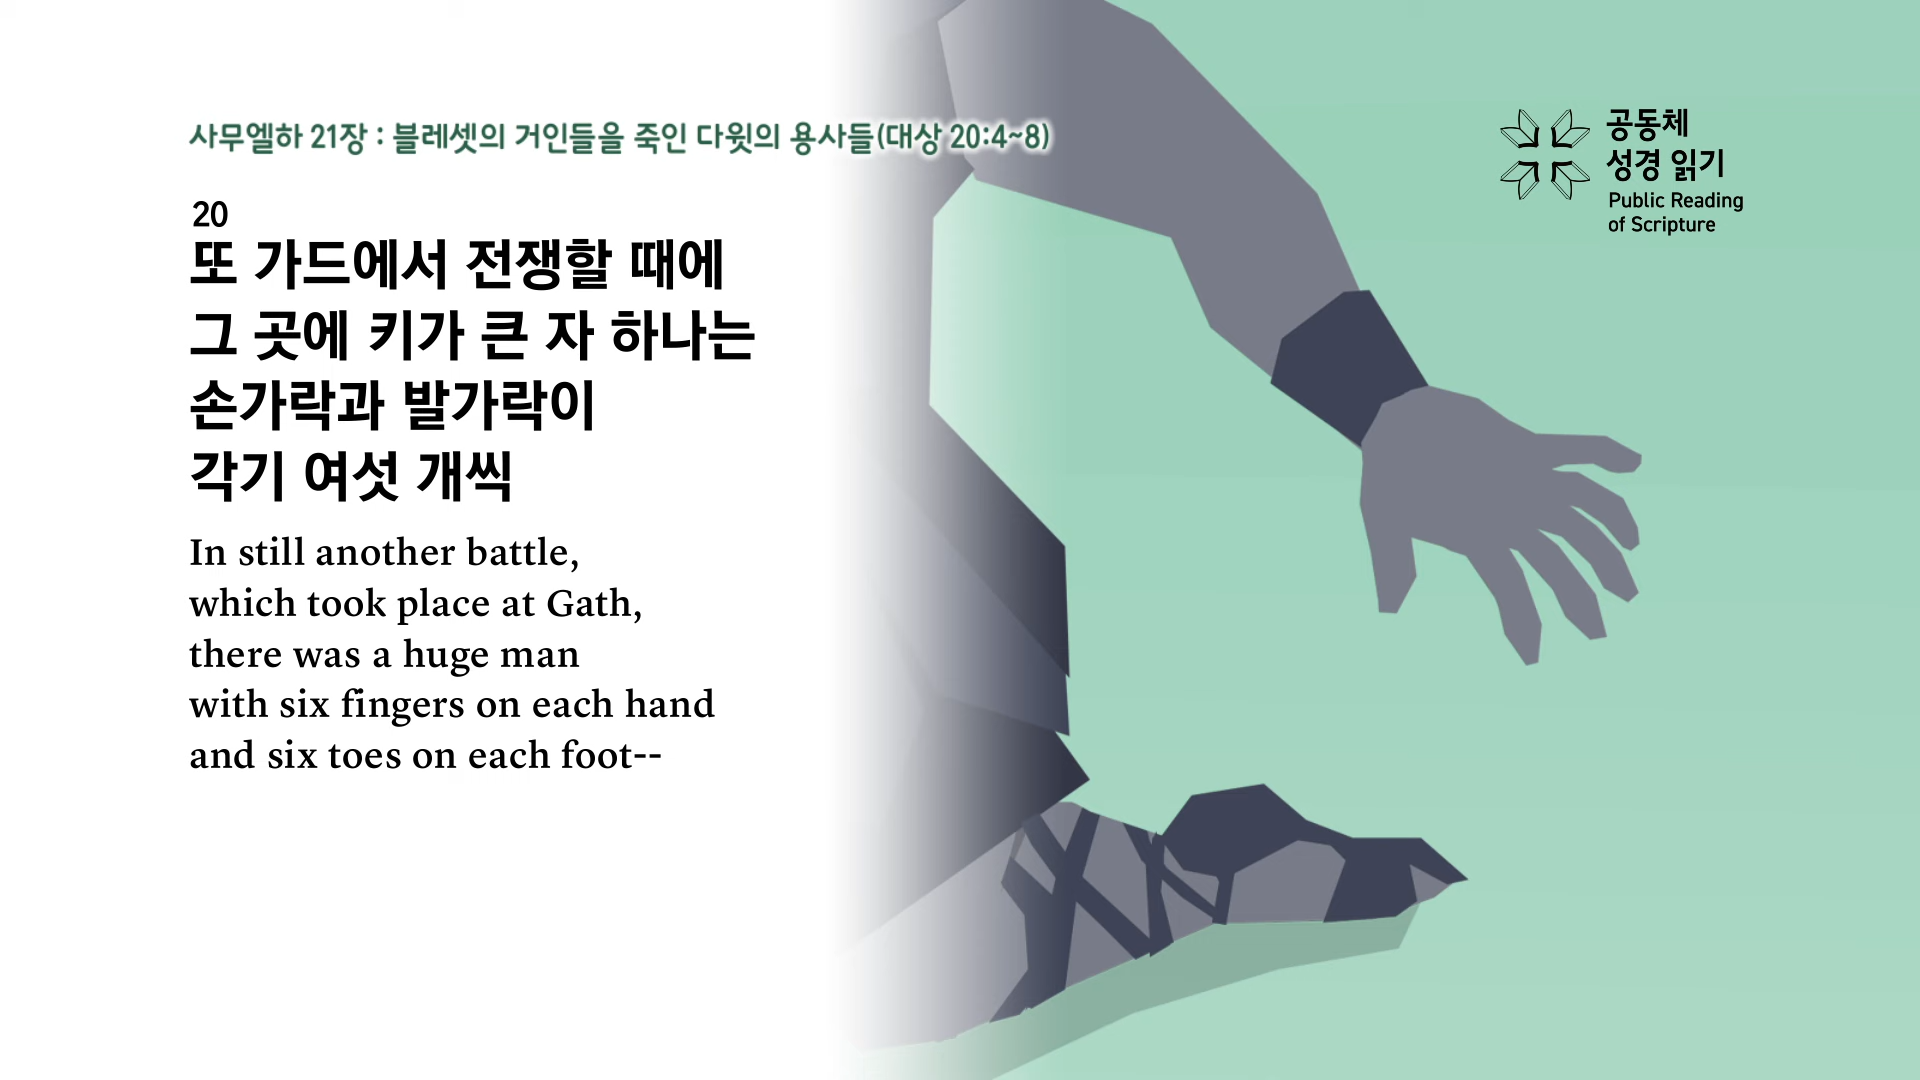 사무엘하 21장 : 블레셋의 거인들을 죽인 다윗의 용사들(대상 20:4~8)
공동체
성경 읽기
Public Reading
of Scripture
20
또 가드에서 전쟁할 때에
그 곳에 키가 큰 자 하나는
손가락과 발가락이
각기 여섯 개씩
In still another battle,
which took place at Gath,
there was a huge man
with six fingers on each hand
and six toes on each foot--